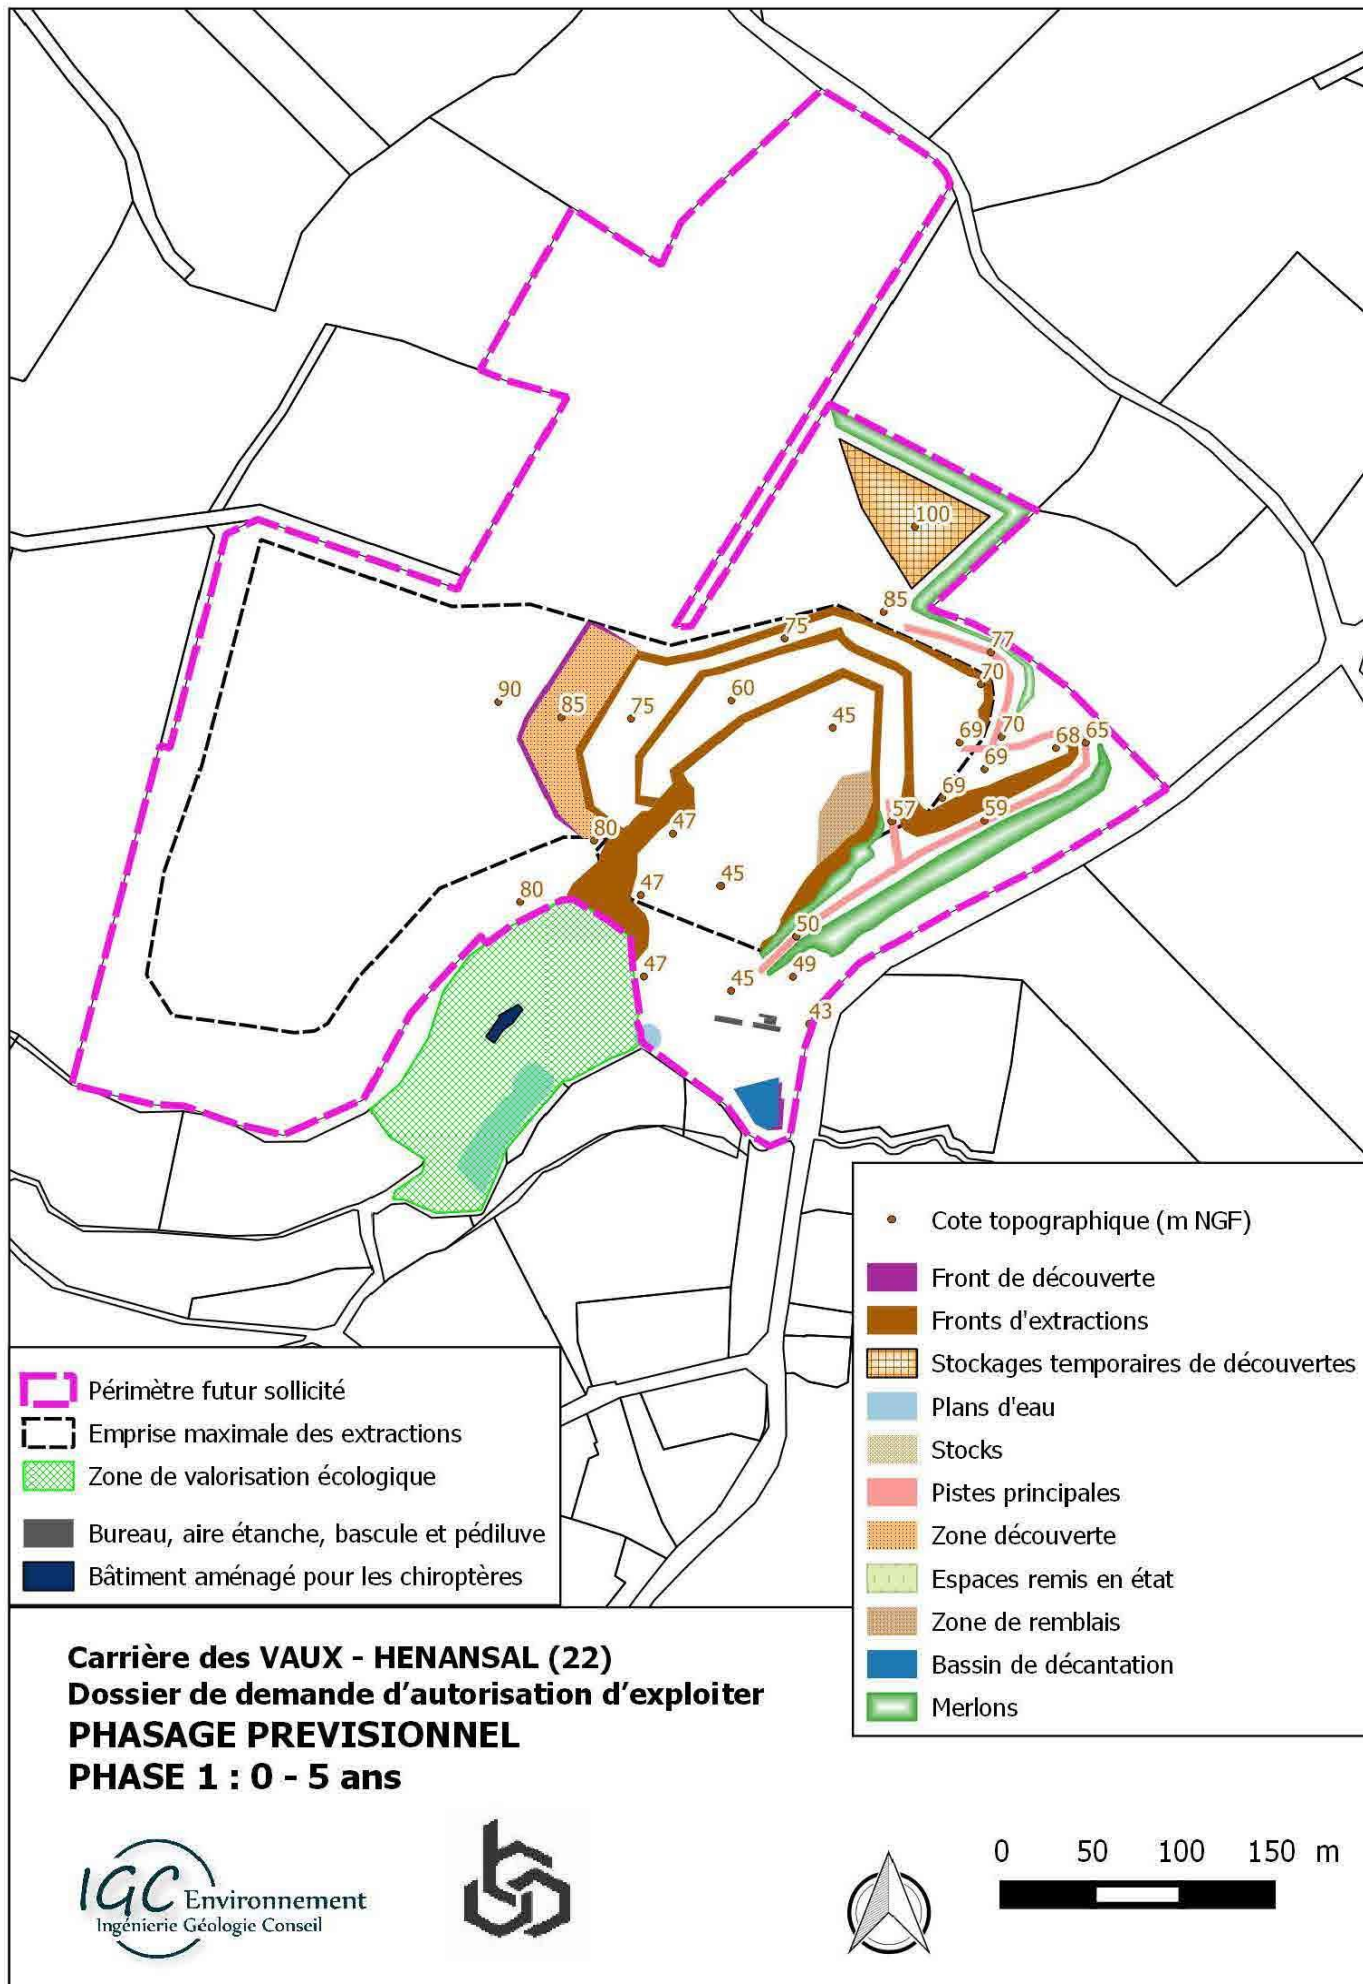 100
85
75
77
70
90
85
75
60
45
69
70
68
65
69
69
57
59
80
47
80
47
45
50
47
45
49
43
Cote topographique (m NGF)
Front de découverte
Fronts d'extractions
Stockages temporaires de découvertes
Plans d'eau
Stocks
Pistes principales
Zone découverte
Espaces remis en état
Zone de remblais
Bassin de décantation
Merlons
Périmètre futur sollicité
Emprise maximale des extractions
Zone de valorisation écologique
Bureau, aire étanche, bascule et pédiluve
Bâtiment aménagé pour les chiroptères
Carrière des VAUX - HENANSAL (22)
Dossier de demande d'autorisation d'exploiter
PHASAGE PREVISIONNEL
PHASE 1 : 0 - 5 ans
IGC Environnement
Ingénierie Géologie Conseil
0 50 100 150 m